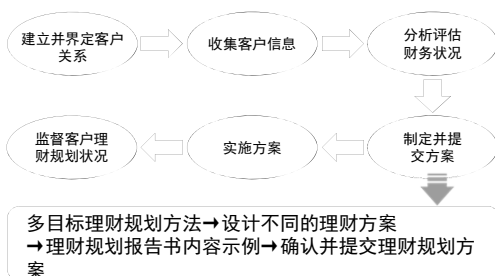 建立并界定客户
关系
收集客户信息
分析评估
财务状况
制定并提
交方案
实施方案
监督客户理
财规划状况
多目标理财规划方法→设计不同的理财方案
→理财规划报告书内容示例→确认并提交理财规划方
案